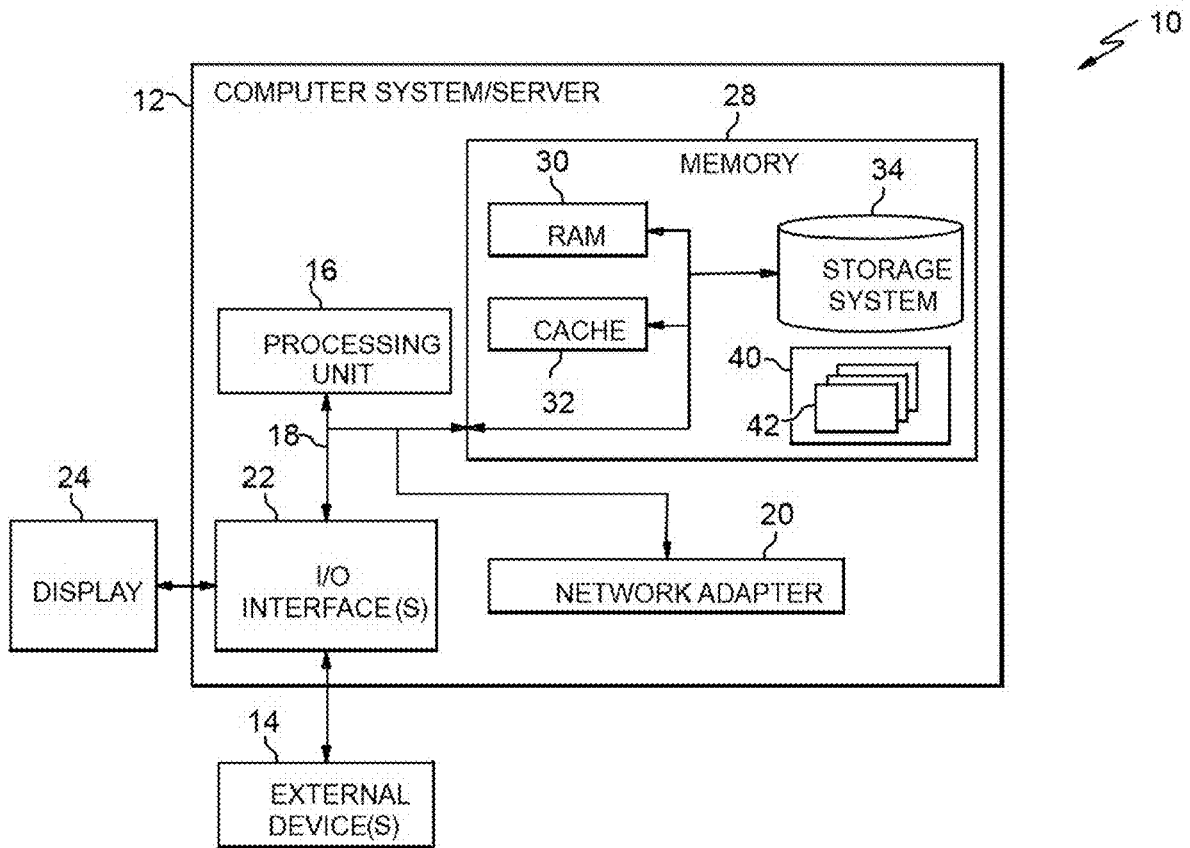 10
12
COMPUTER SYSTEM/SERVER
28
MEMORY
30
RAM
34
STORAGE
SYSTEM
16
PROCESSING
UNIT
CACHE
32
40
42
18
24
22
20
DISPLAY
I/O
INTERFACE(S)
NETWORK ADAPTER
14
EXTERNAL
DEVICE(S)